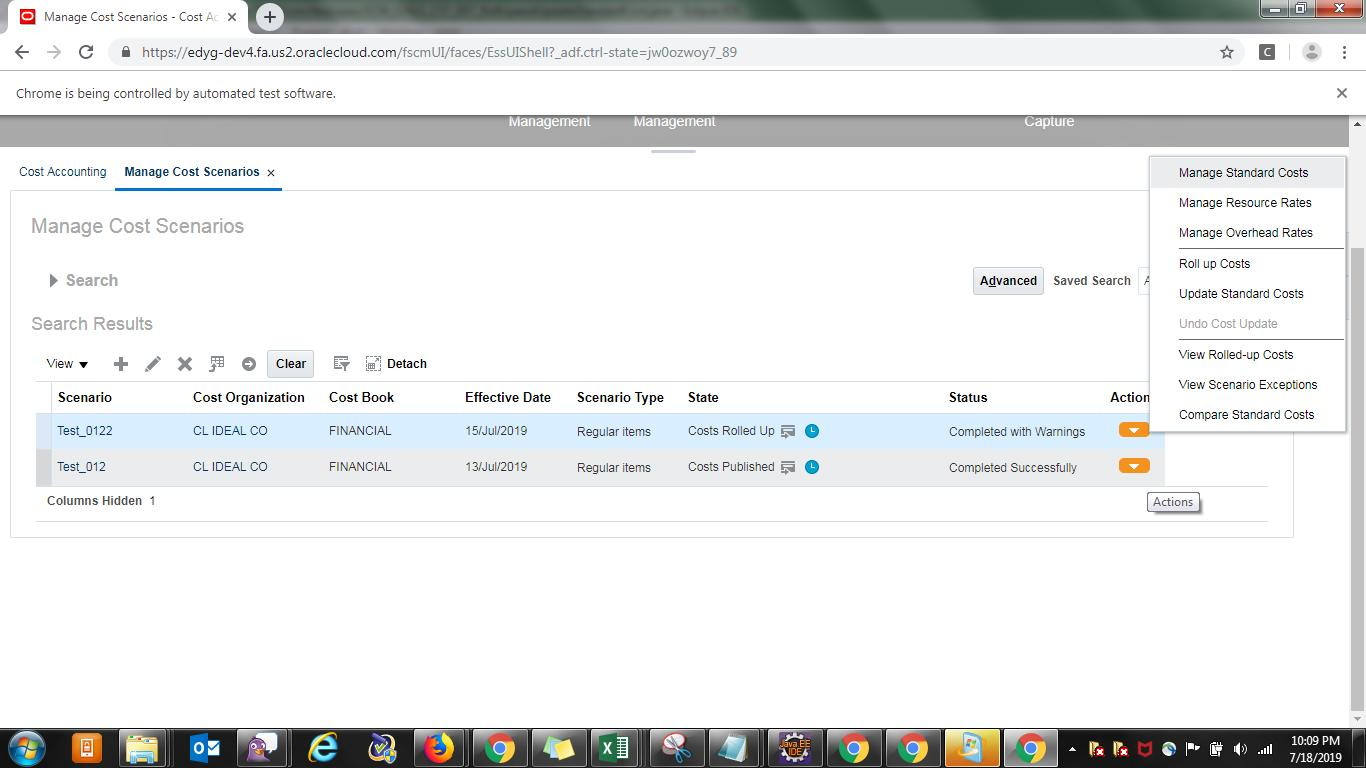 Manage Cost Scenarios - Cost Ac
https://edyg-dev4.fa.us2.oraclecloud.com/fscmUI/faces/EssUIShell?_adf.ctrl-state=jw0ozwoy7_89
C
Chrome is being controlled by automated test software.
Management Management Capture
Cost Accounting Manage Cost Scenarios
Manage Cost Scenarios
Search
Advanced Saved Search A
Search Results
View Clear Detach
Scenario Cost Organization Cost Book Effective Date Scenario Type State Status Action
Test_0122 CL IDEAL CO FINANCIAL 15/Jul/2019 Regular items Costs Rolled Up Completed with Warnings
Test_012 CL IDEAL CO FINANCIAL 13/Jul/2019 Regular items Costs Published Completed Successfully
Columns Hidden 1
Manage Standard Costs
Manage Resource Rates
Manage Overhead Rates
Roll up Costs
Update Standard Costs
Undo Cost Update
View Rolled-up Costs
View Scenario Exceptions
Compare Standard Costs
Actions
Java EE
IDE
10:09 PM
7/18/2019